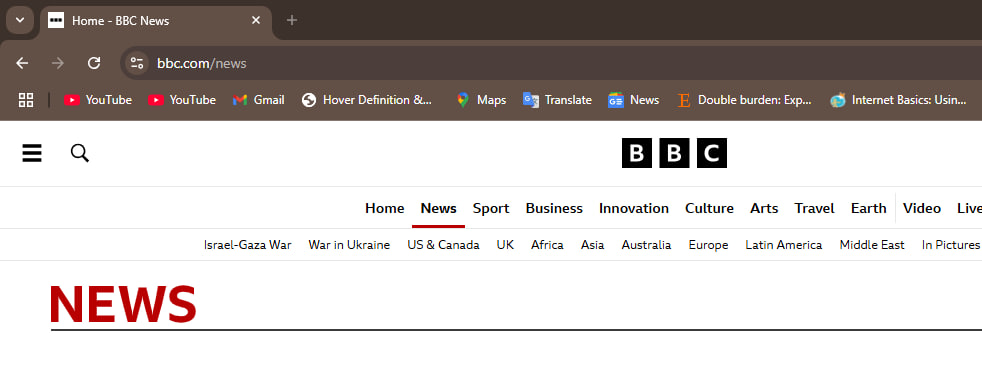 Home - BBC News
bbc.com/news
YouTube YouTube Gmail Hover Definition &... Maps Translate News Double burden: Exp... Internet Basics: Usin...
BBC
Home News Sport Business Innovation Culture Arts Travel Earth Video Live
Israel-Gaza War War in Ukraine US & Canada UK Africa Asia Australia Europe Latin America Middle East In Pictures
NEWS